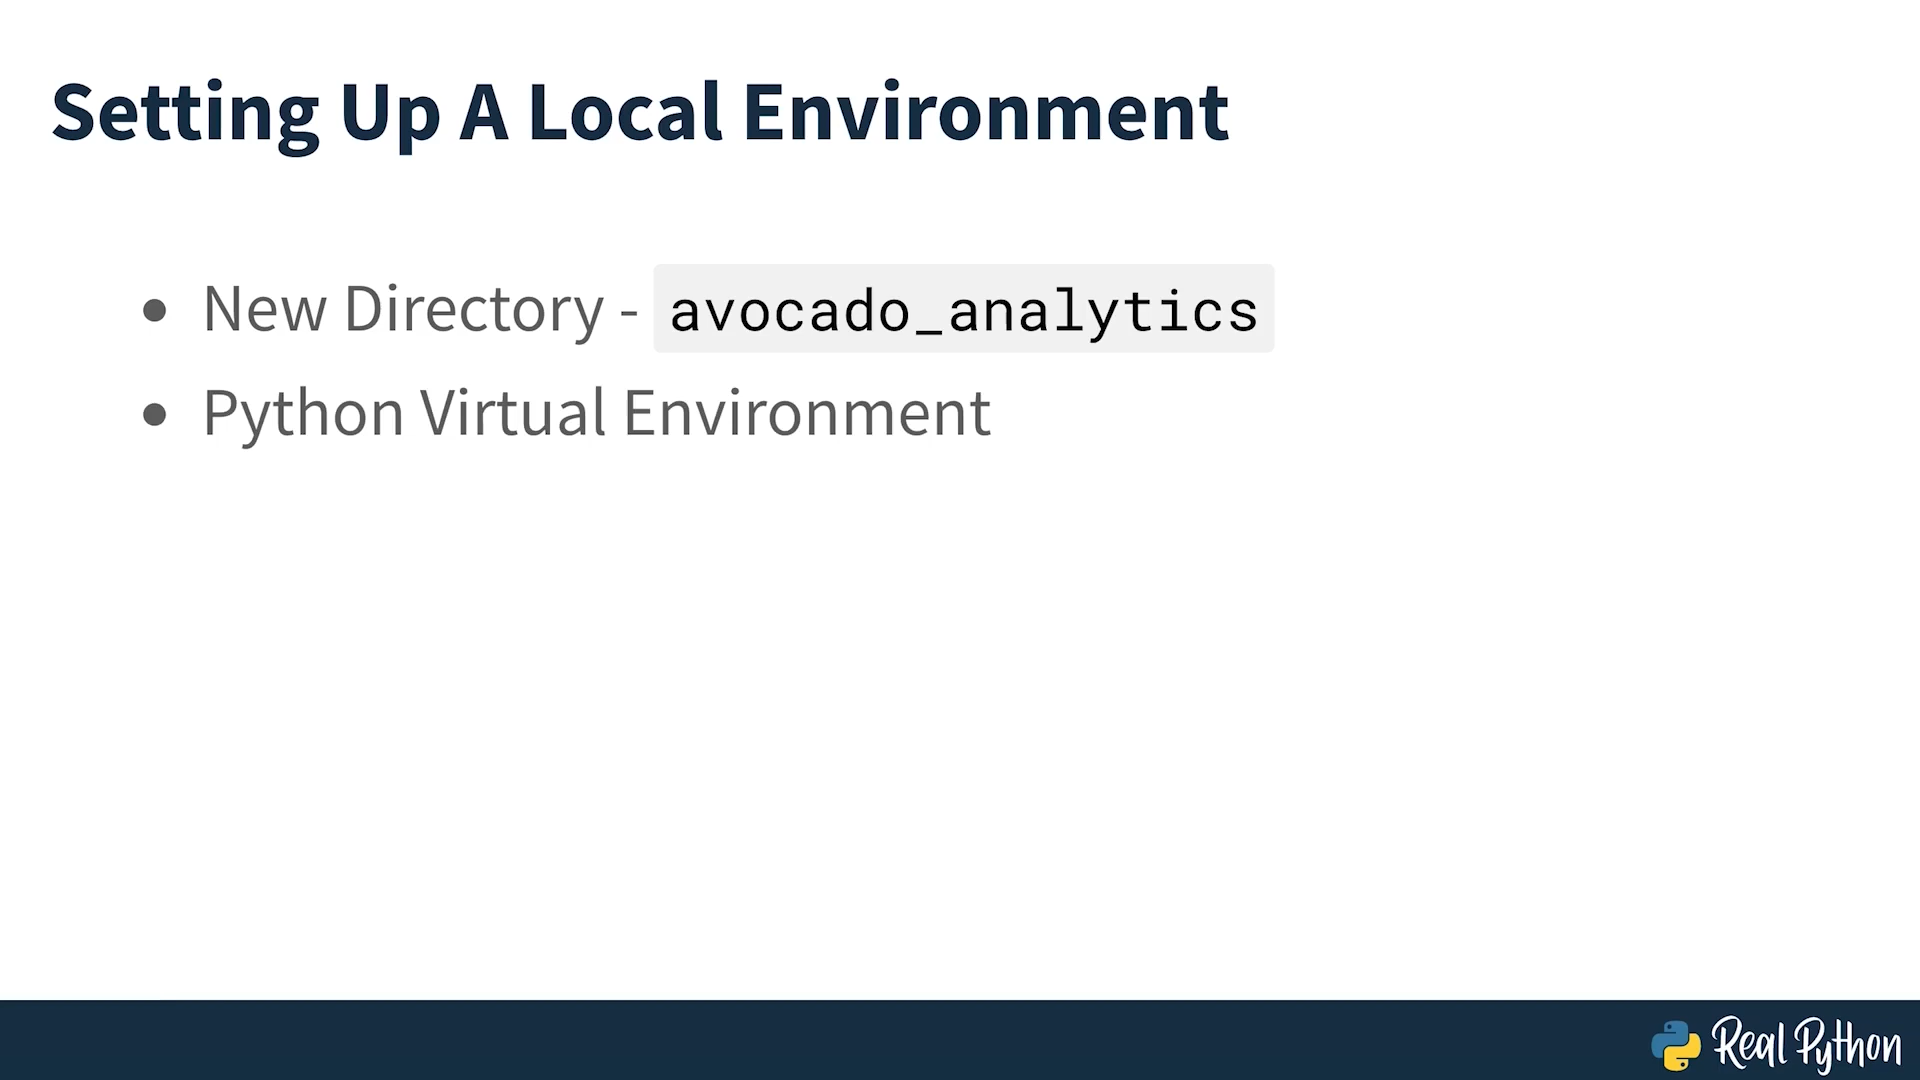 Setting Up A Local Environment
• New Directory - avocado_analytics
• Python Virtual Environment
Real Python